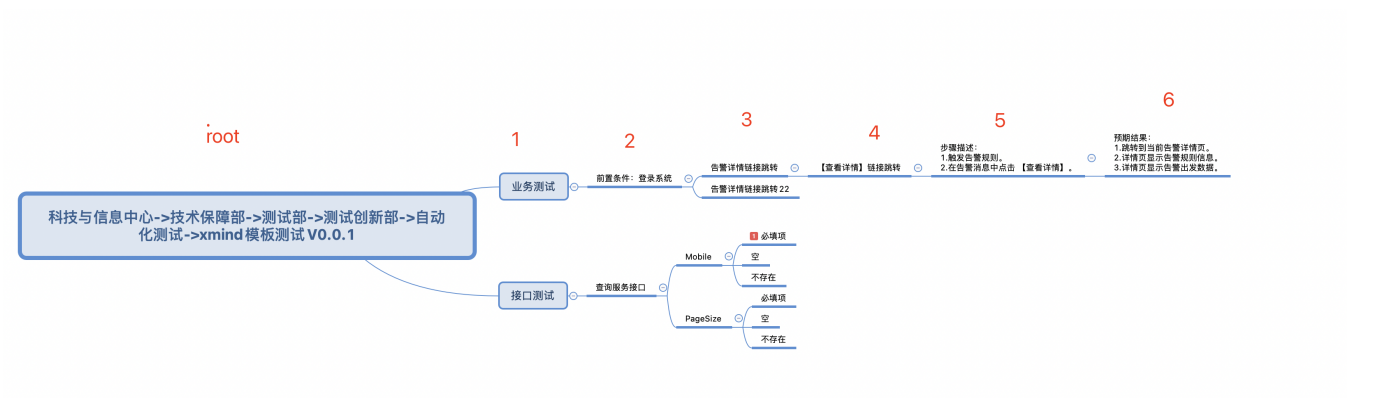 root
1
2
3
4
5
6
科技与信息中心->技术保障部->测试部->测试创新部->自动
化测试->xmind模板测试 V0.0.1
业务测试
前置条件：登录系统
告警详情链接跳转
【查看详情】链接跳转
步骤描述：
1.触发告警规则。
2.在告警消息中点击 【查看详情】。
预期结果：
1.跳转到当前告警详情页。
2.详情页显示告警规则信息。
3.详情页显示告警出发数据。
告警详情链接跳转 22
接口测试
查询服务接口
Mobile
1 必填项
空
不存在
PageSize
必填项
空
不存在